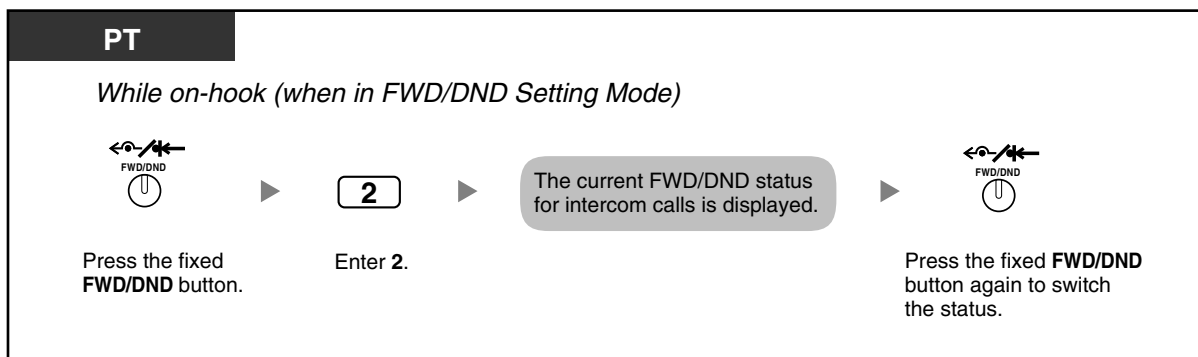 PT
While on-hook (when in FWD/DND Setting Mode)
FWD/DND
2
The current FWD/DND status
for intercom calls is displayed.
FWD/DND
Press the fixed
FWD/DND button.
Enter 2.
Press the fixed FWD/DND
button again to switch
the status.